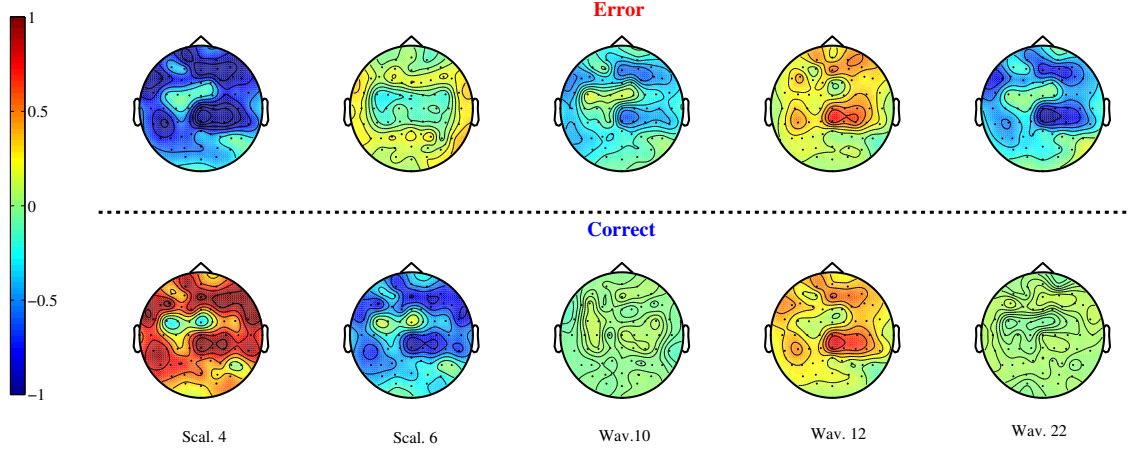 Error
1
0.5
0
−0.5
−1
Correct
Scal. 4
Scal. 6
Wav.10
Wav. 12
Wav. 22